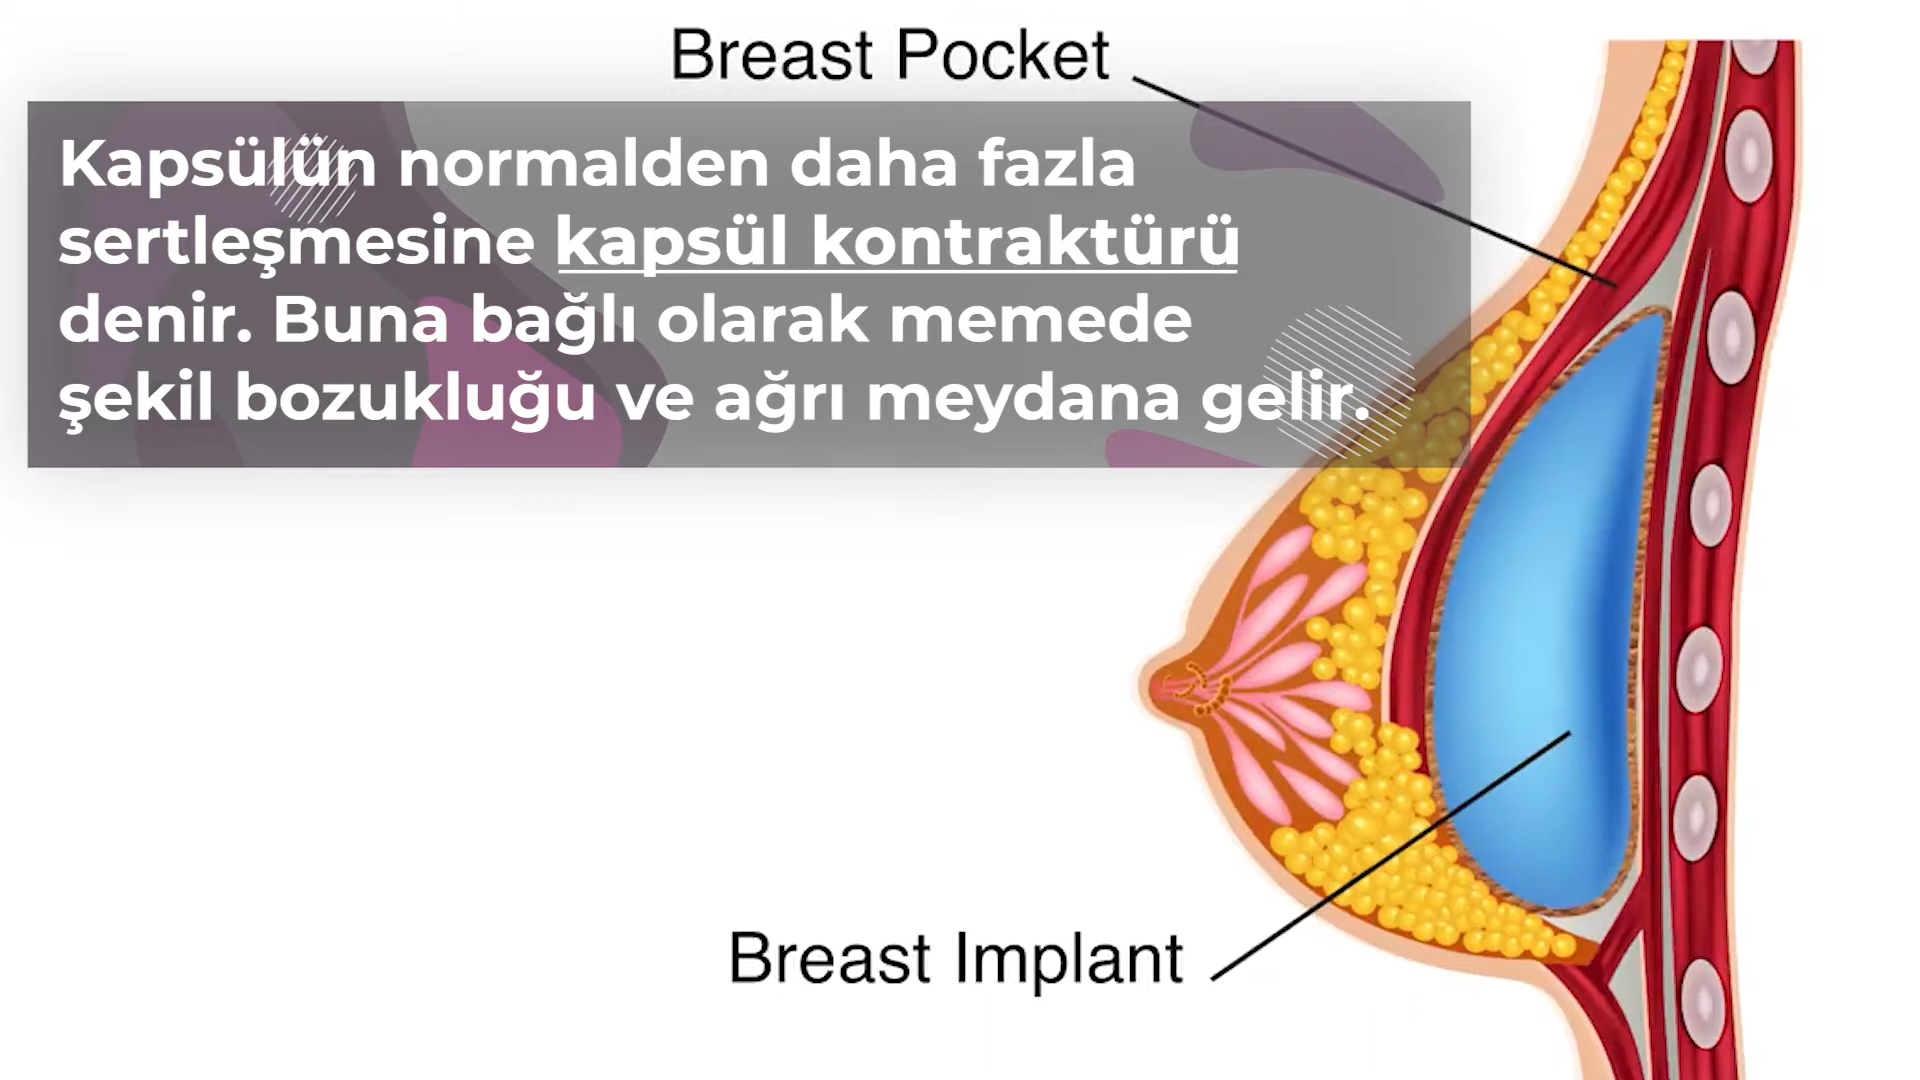 Breast Pocket
Kapsülün normalden daha fazla
sertleşmesine kapsül kontraktürü
denir. Buna bağlı olarak memede
şekil bozukluğu ve ağrı meydana gelir.
Breast Implant